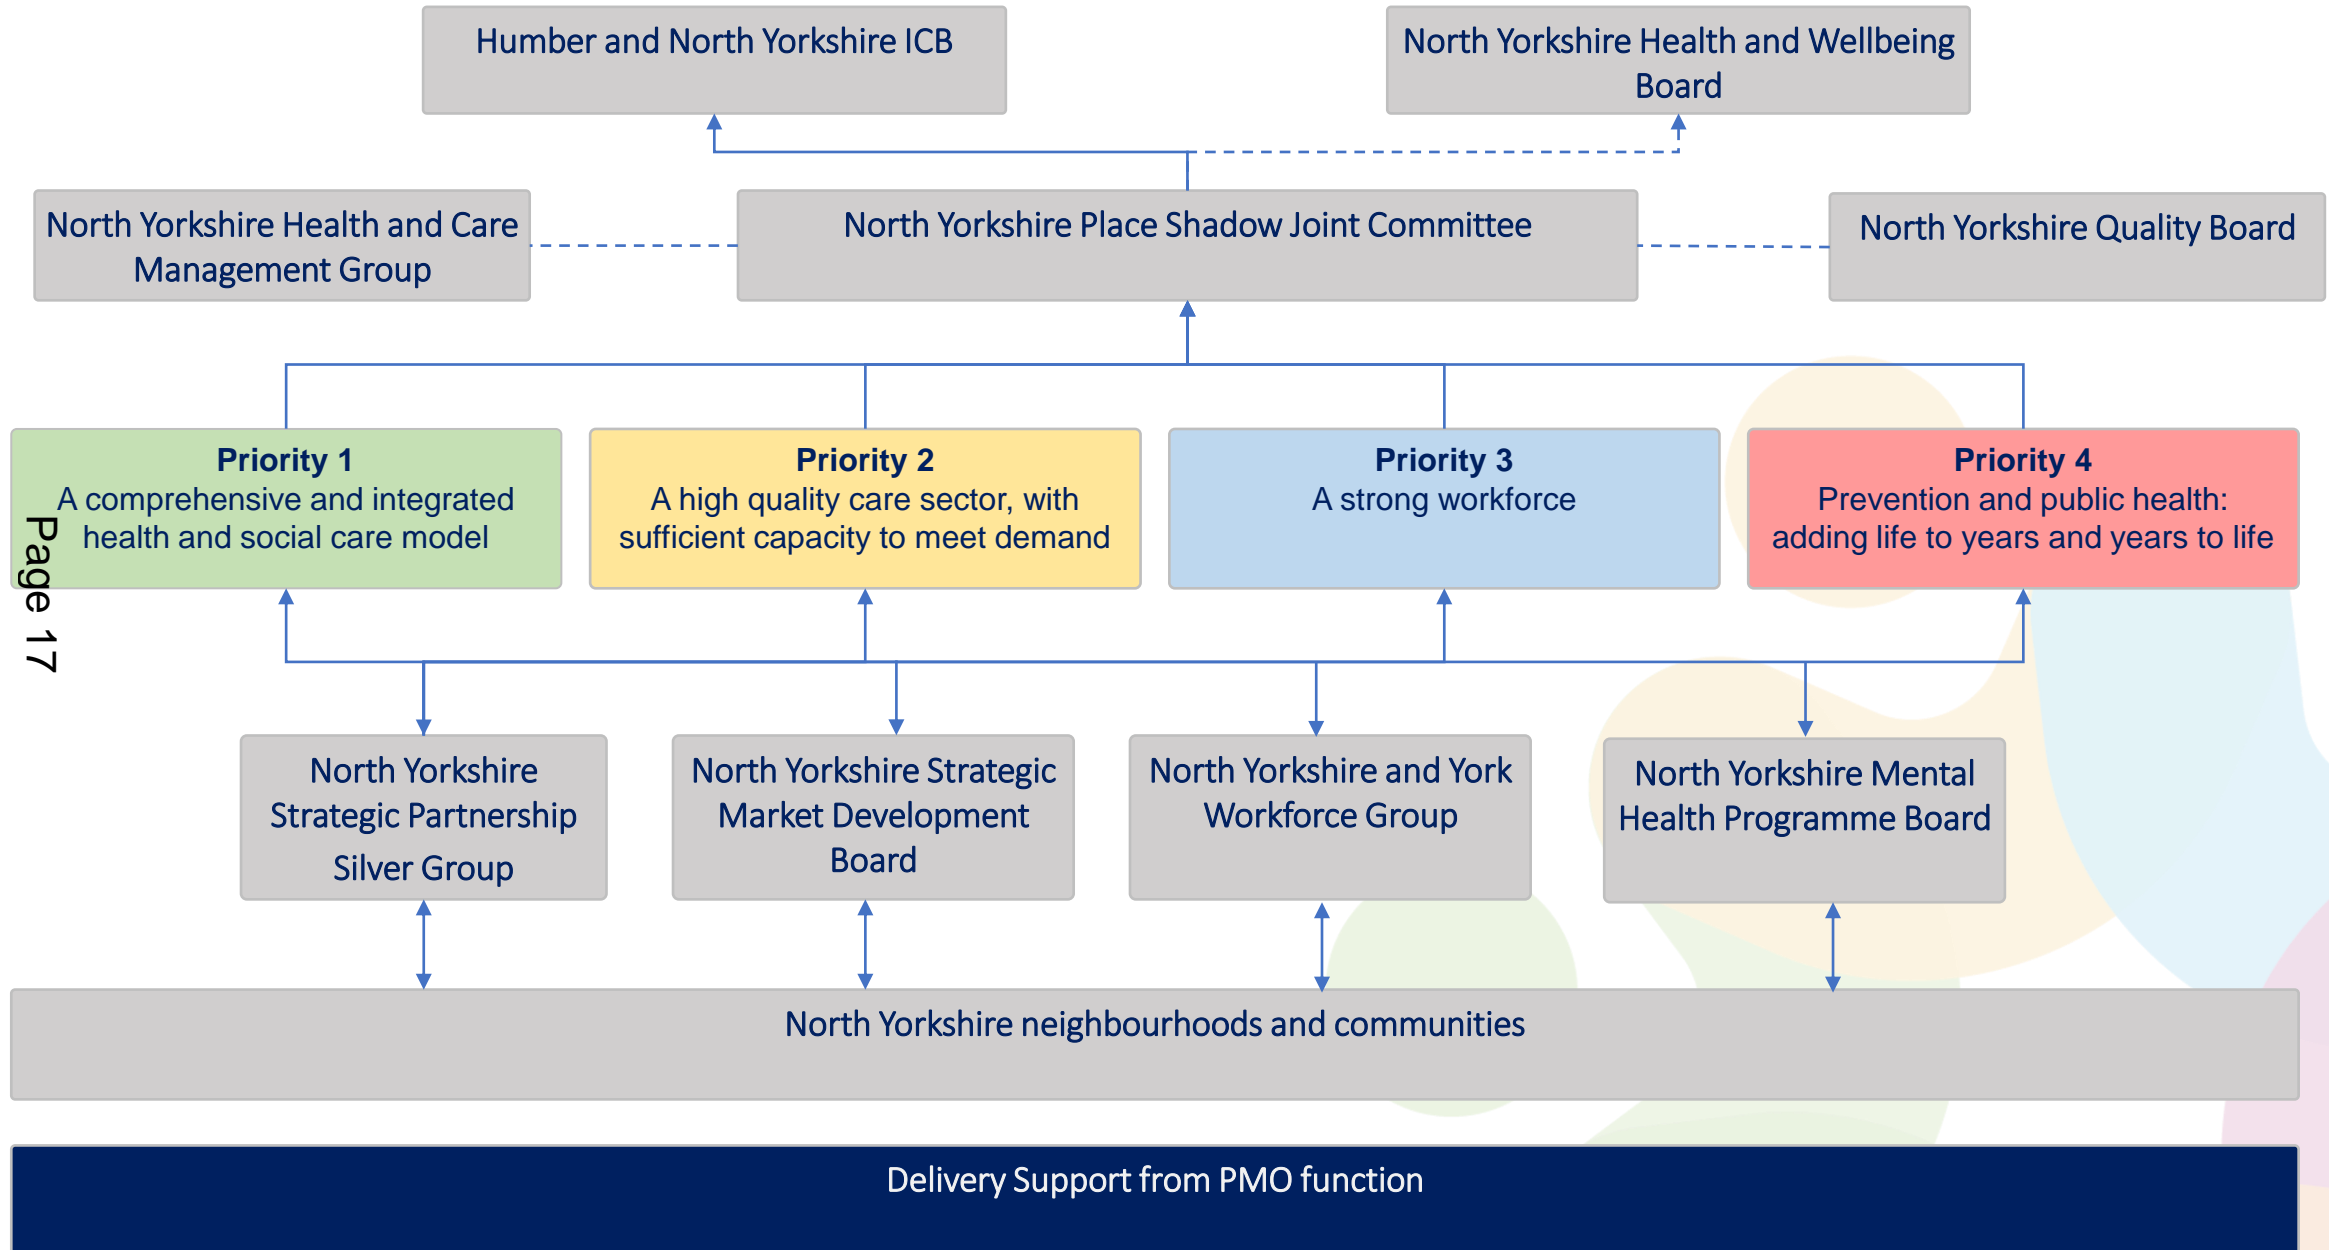 Humber and North Yorkshire ICB
North Yorkshire Health and Wellbeing
Board
North Yorkshire Health and Care
Management Group
North Yorkshire Place Shadow Joint Committee
North Yorkshire Quality Board
Priority 1
A comprehensive and integrated
health and social care model
Priority 2
A high quality care sector, with
sufficient capacity to meet demand
Priority 3
A strong workforce
Priority 4
Prevention and public health:
adding life to years and years to life
Page 17
North Yorkshire
Strategic Partnership
Silver Group
North Yorkshire Strategic
Market Development
Board
North Yorkshire and York
Workforce Group
North Yorkshire Mental
Health Programme Board
North Yorkshire neighbourhoods and communities
Delivery Support from PMO function